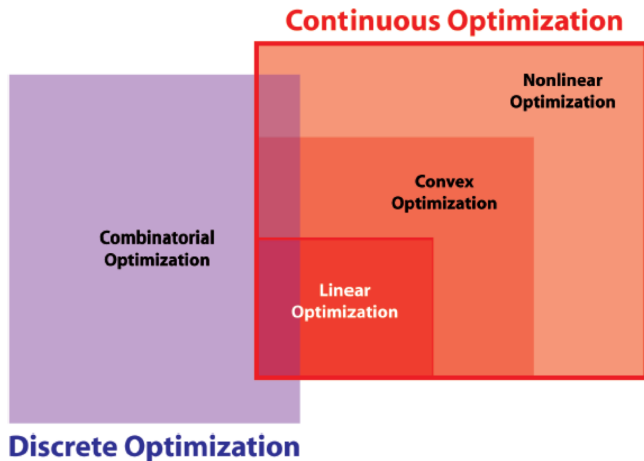 Continuous Optimization
Nonlinear
Optimization
Convex
Optimization
Combinatorial
Optimization
Linear
Optimization
Discrete Optimization